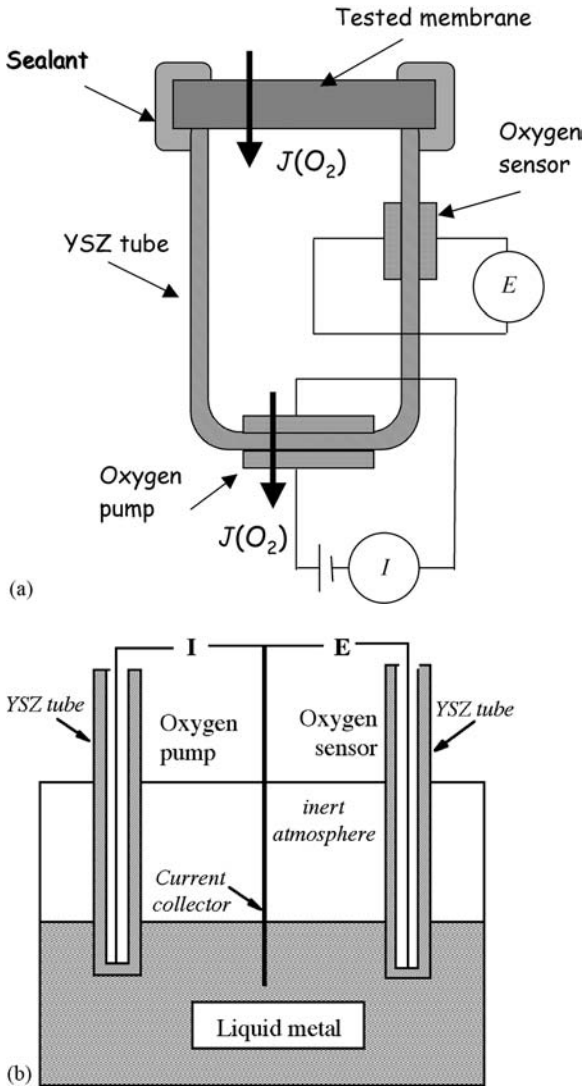 Tested membrane
Sealant
J(O₂)
Oxygen
sensor
YSZ tube
E
Oxygen
pump
J(O₂)
I
(a)
I
E
YSZ tube
Oxygen
pump
Oxygen
sensor
YSZ tube
inert
atmosphere
Current
collector
Liquid metal
(b)